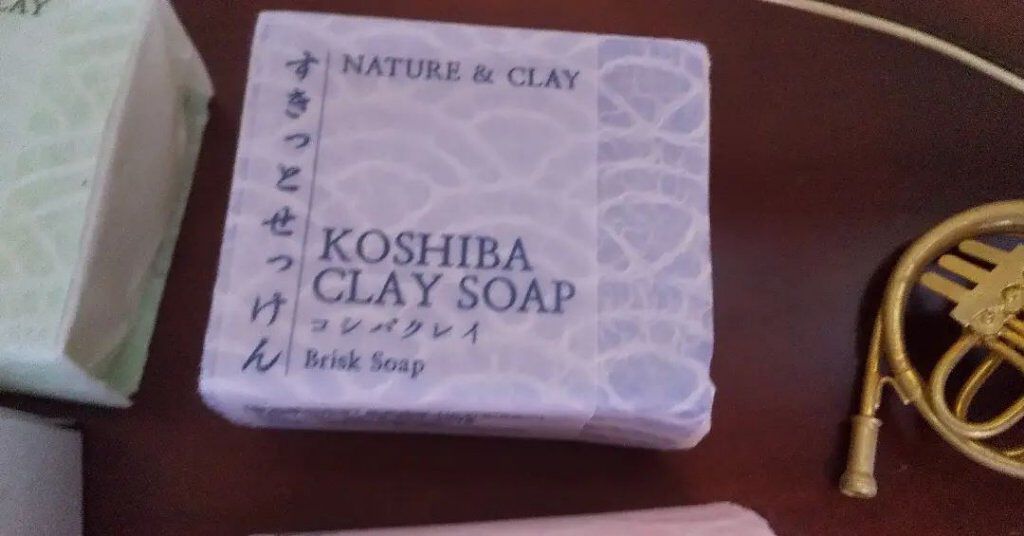 LAY
すきっとせっけん
NATURE & CLAY
KOSHIBA
CLAY SOAP
コシバクレイ
Brisk Soap